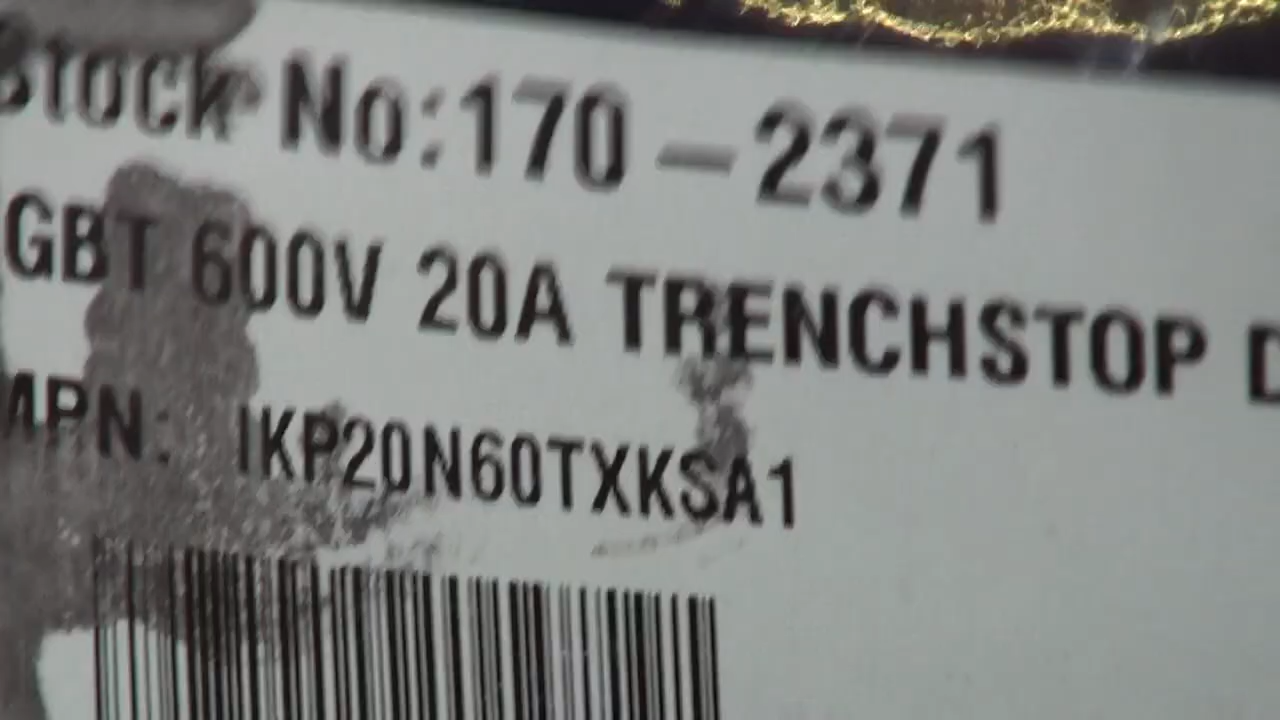 Stock No:170-2371
GBT 600V 20A TRENCHSTOP D
MPN: IKP20N60TXKSA1